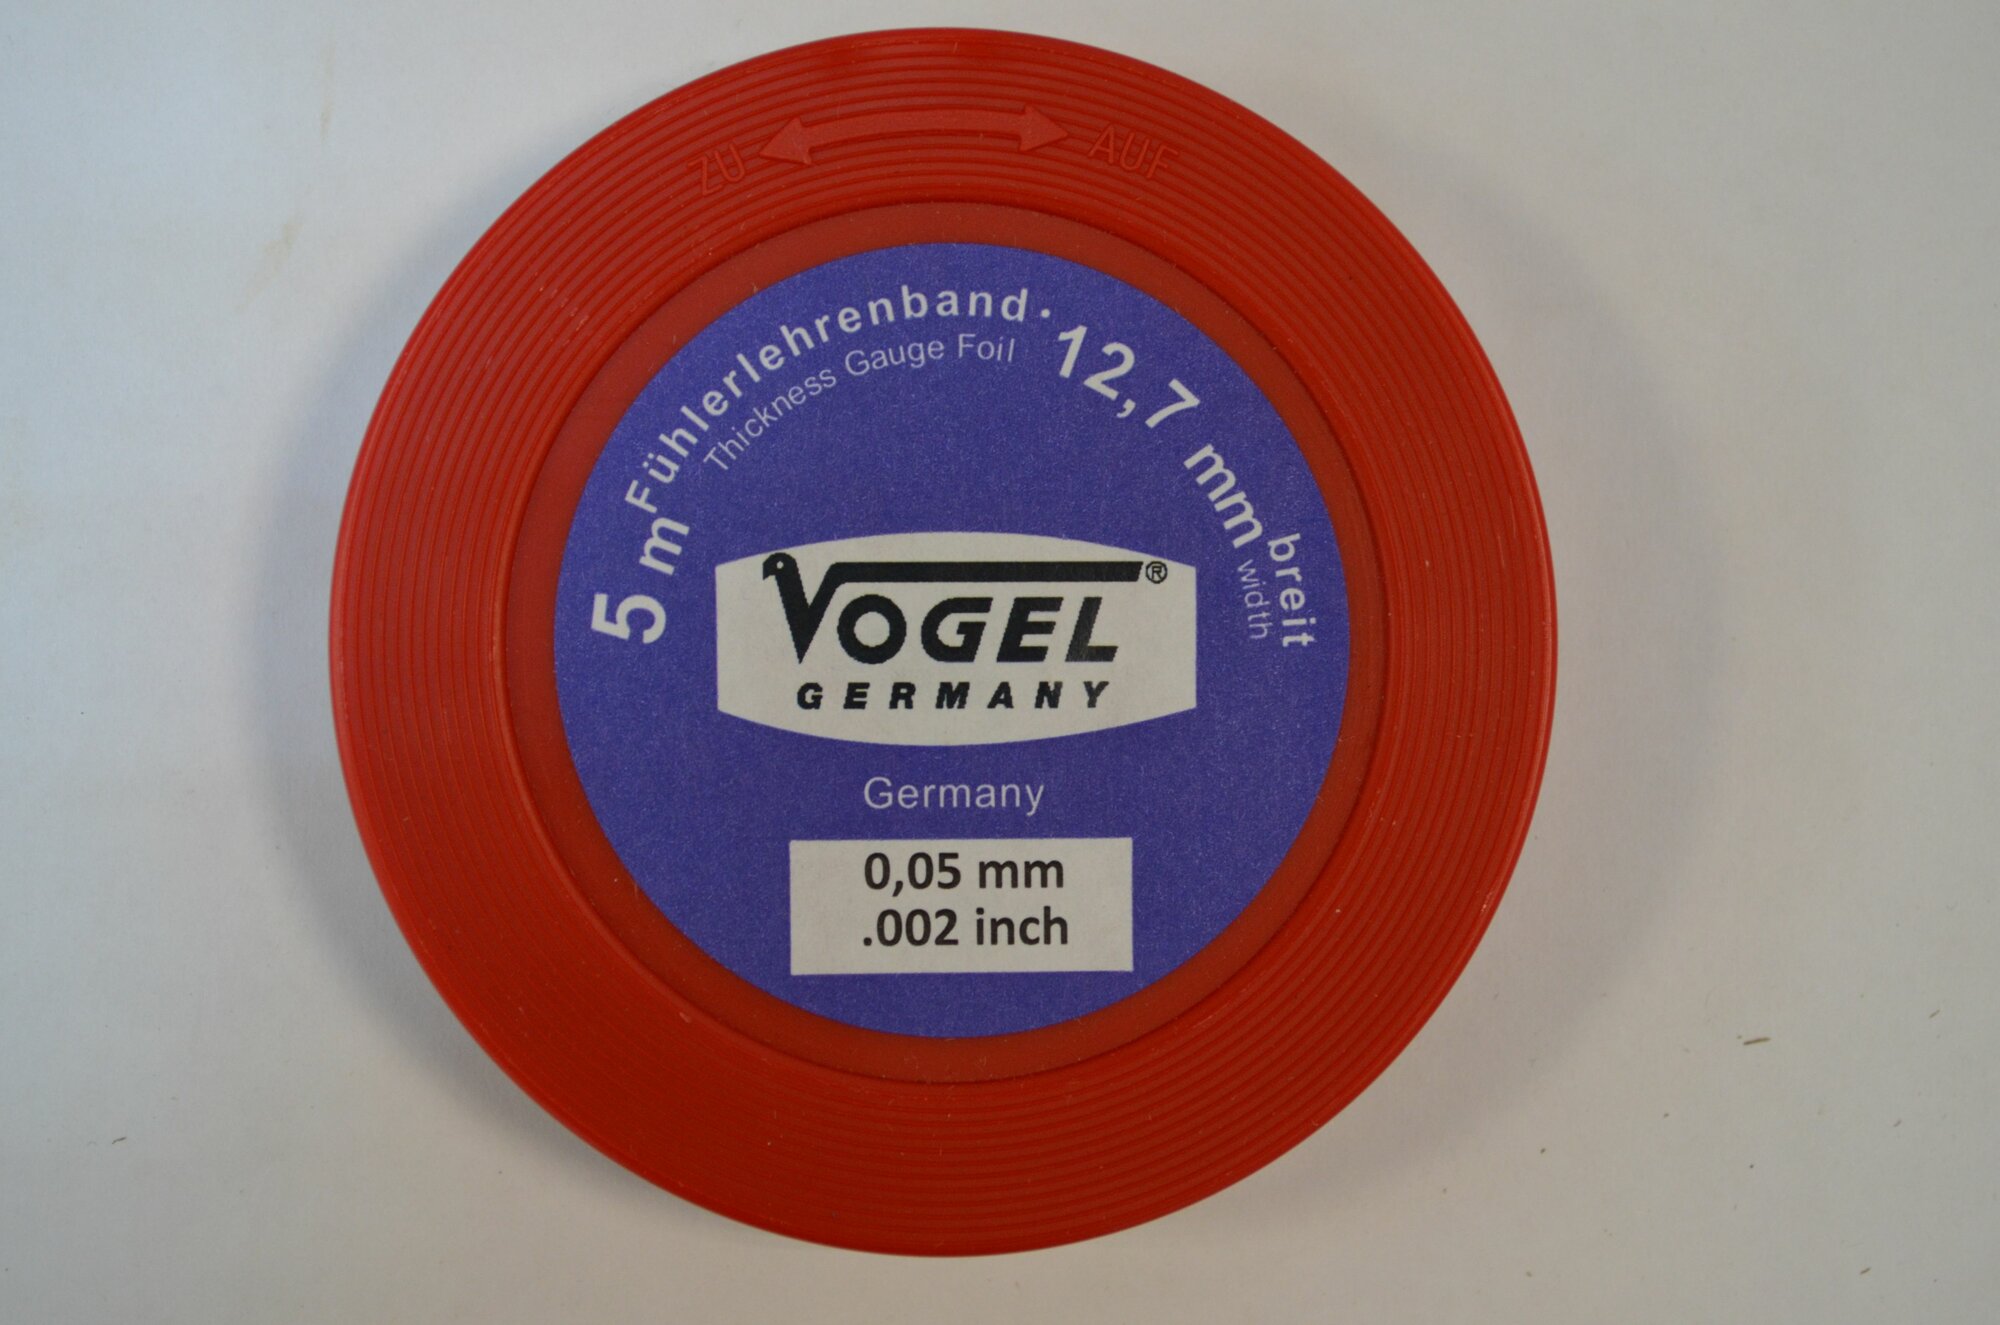 ZU AUF
5 m Fühlerlehrenband · 12,7 mm breit
Thickness Gauge Foil width
VOGEL ®
GERMANY
Germany
0,05 mm
.002 inch